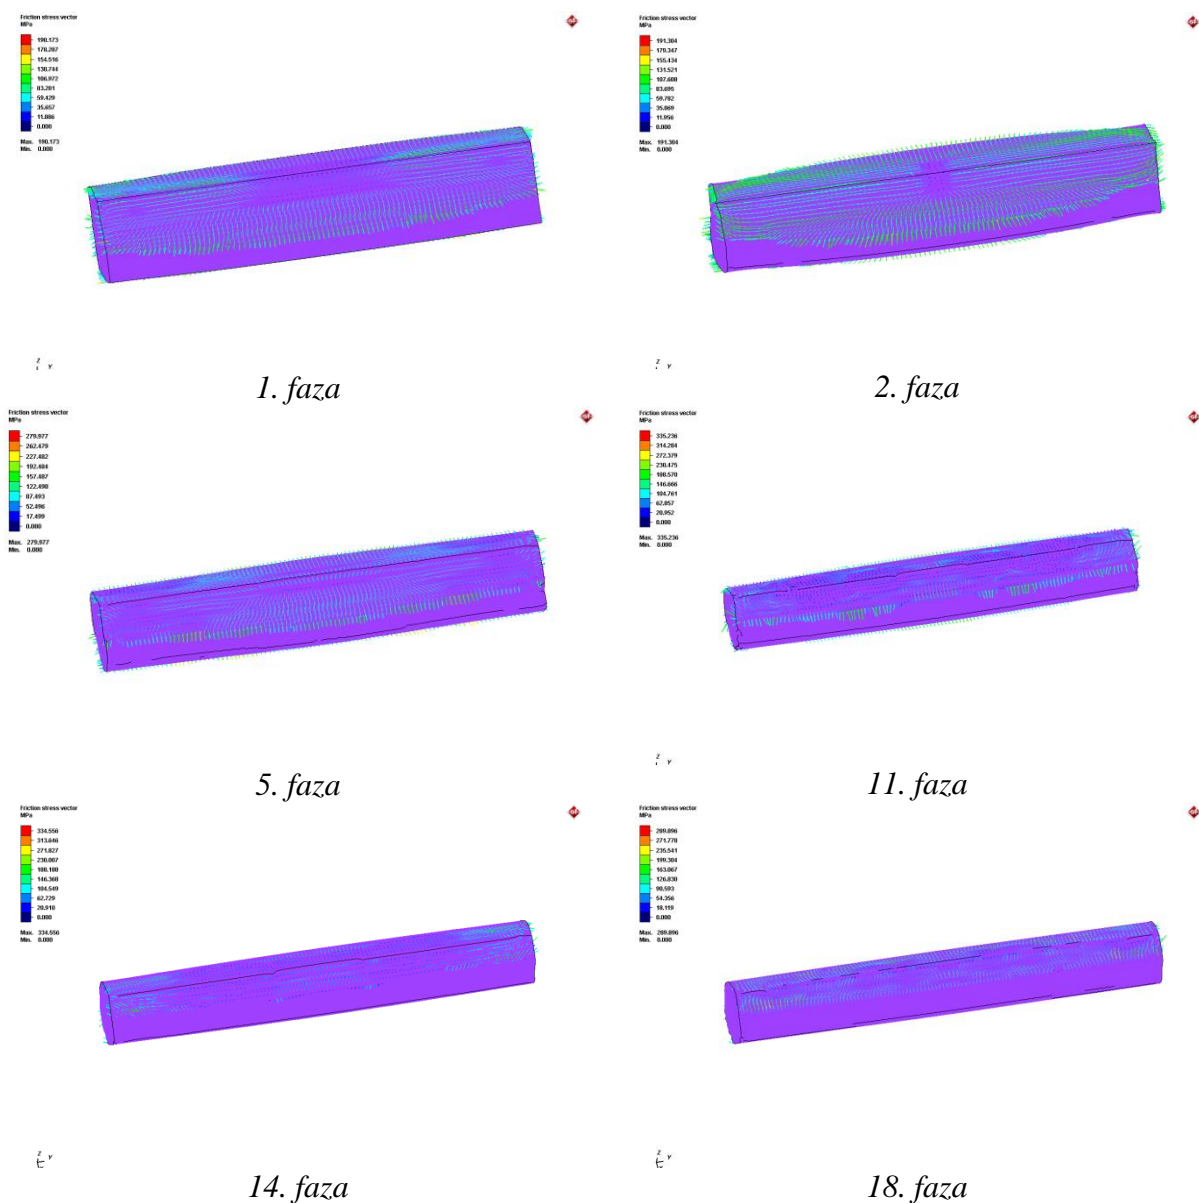 Friction stress vector
MPa
190.173
178.287
154.516
130.744
106.972
83.201
59.429
35.657
11.886
0.000
Max. 190.173
Min. 0.000
Z
Y
1. faza
Friction stress vector
MPa
191.304
179.347
155.434
131.521
107.608
83.695
59.782
35.869
11.956
0.000
Max. 191.304
Min. 0.000
Z
Y
2. faza
Friction stress vector
MPa
279.977
262.479
227.482
192.484
157.487
122.490
87.493
52.496
17.499
0.000
Max. 279.977
Min. 0.000
5. faza
Friction stress vector
MPa
335.236
314.284
272.379
230.475
188.570
146.666
104.761
62.857
20.952
0.000
Max. 335.236
Min. 0.000
Z
Y
11. faza
Friction stress vector
MPa
334.556
313.646
271.827
230.007
188.188
146.368
104.549
62.729
20.910
0.000
Max. 334.556
Min. 0.000
Z
Y
14. faza
Friction stress vector
MPa
289.896
271.778
235.541
199.304
163.067
126.830
90.593
54.356
18.119
0.000
Max. 289.896
Min. 0.000
Z
Y
18. faza